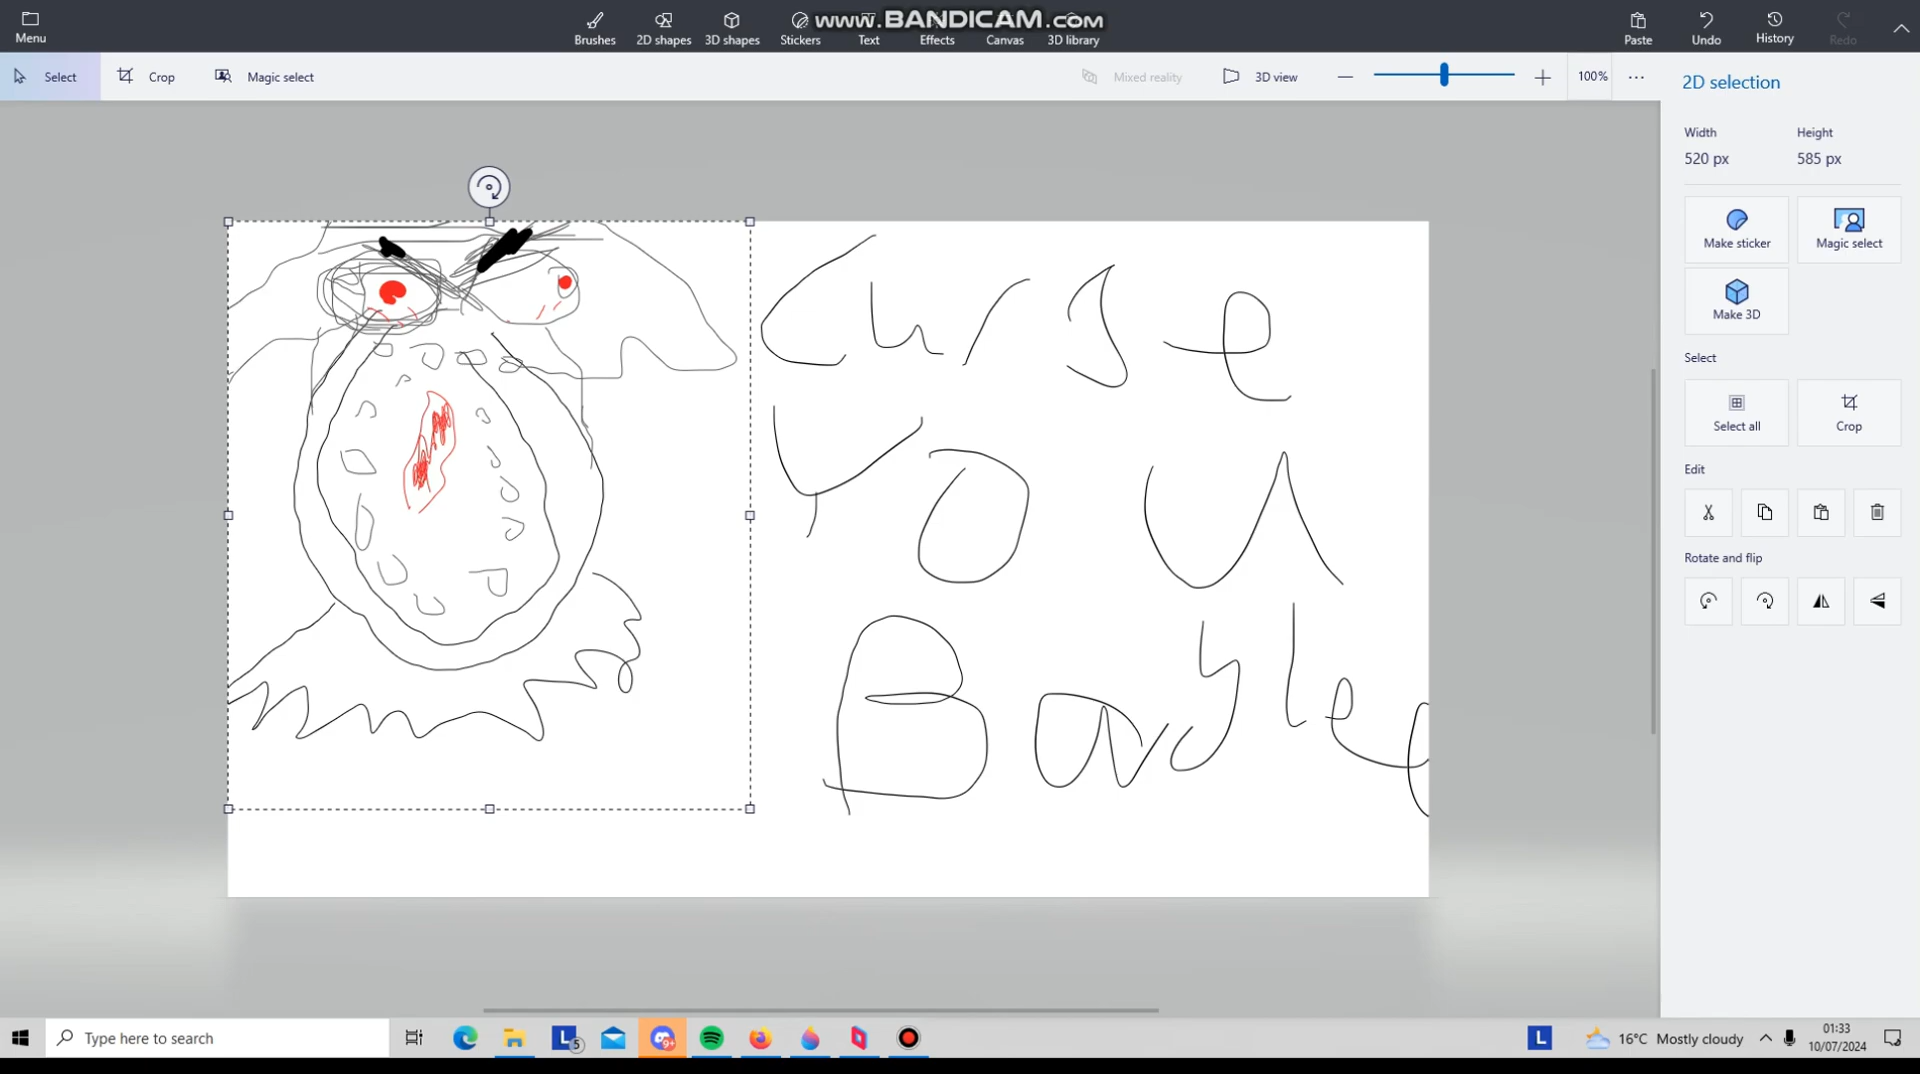 www.BANDICAM.com
Menu
Brushes
2D shapes
3D shapes
Stickers
Text
Effects
Canvas
3D library
Paste
Undo
History
Redo
Select
Crop
Magic select
Mixed reality
3D view
100%
2D selection
Width
Height
520 px
585 px
Make sticker
Magic select
Make 3D
Select
Select all
Crop
Edit
Rotate and flip
Curse
You
Baysle
Type here to search
L
5
9+
L
16°C Mostly cloudy
01:33
10/07/2024